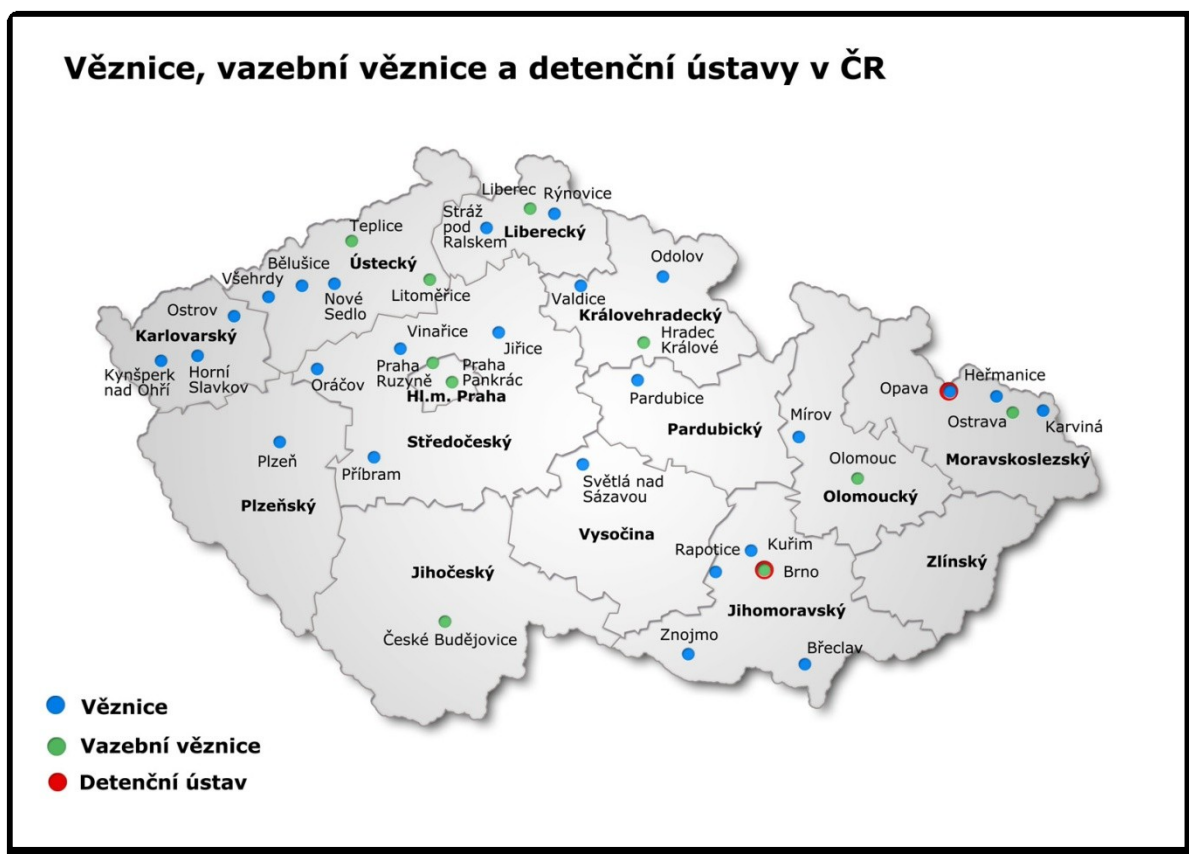 Věznice, vazební věznice a detenční ústavy v ČR
Liberec
Rýnovice
Stráž
pod
Ralskem
Liberecký
Teplice
Ústecký
Bělušice
Všehrdy
Nové
Sedlo
Litoměřice
Odolov
Valdice
Královehradecký
Hradec
Králové
Ostrov
Karlovarský
Kynšperk
nad Ohří
Horní
Slavkov
Vinařice
Jiřice
Oráčov
Praha
Ruzyně
Praha
Pankrác
Hl.m. Praha
Středočeský
Příbram
Pardubice
Pardubický
Plzeň
Plzeňský
Mírov
Opava
Heřmanice
Ostrava
Karviná
Moravskoslezský
Olomouc
Olomoucký
Světlá nad
Sázavou
Vysočina
Zlínský
Rapotice
Kuřim
Brno
Jihomoravský
Jihočeský
České Budějovice
Znojmo
Břeclav
Věznice
Vazební věznice
Detenční ústav